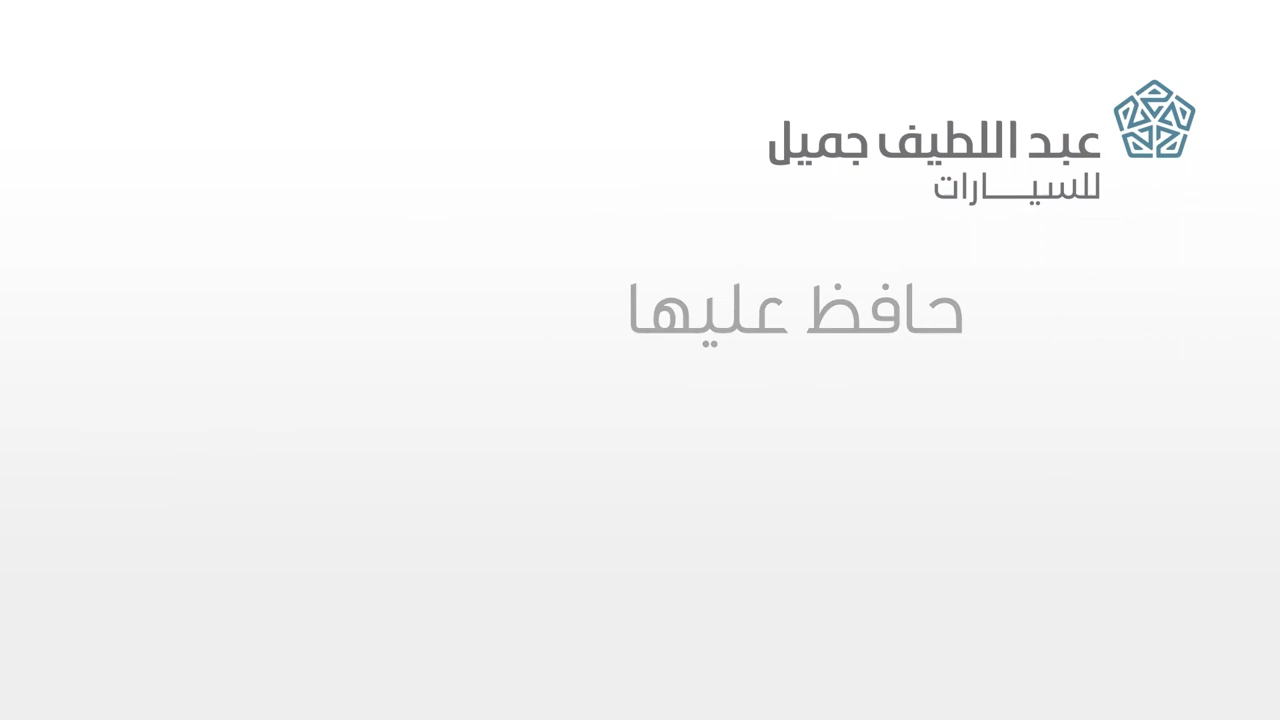 عبد اللطيف جميل
للسيـــارات
حافظ عليها